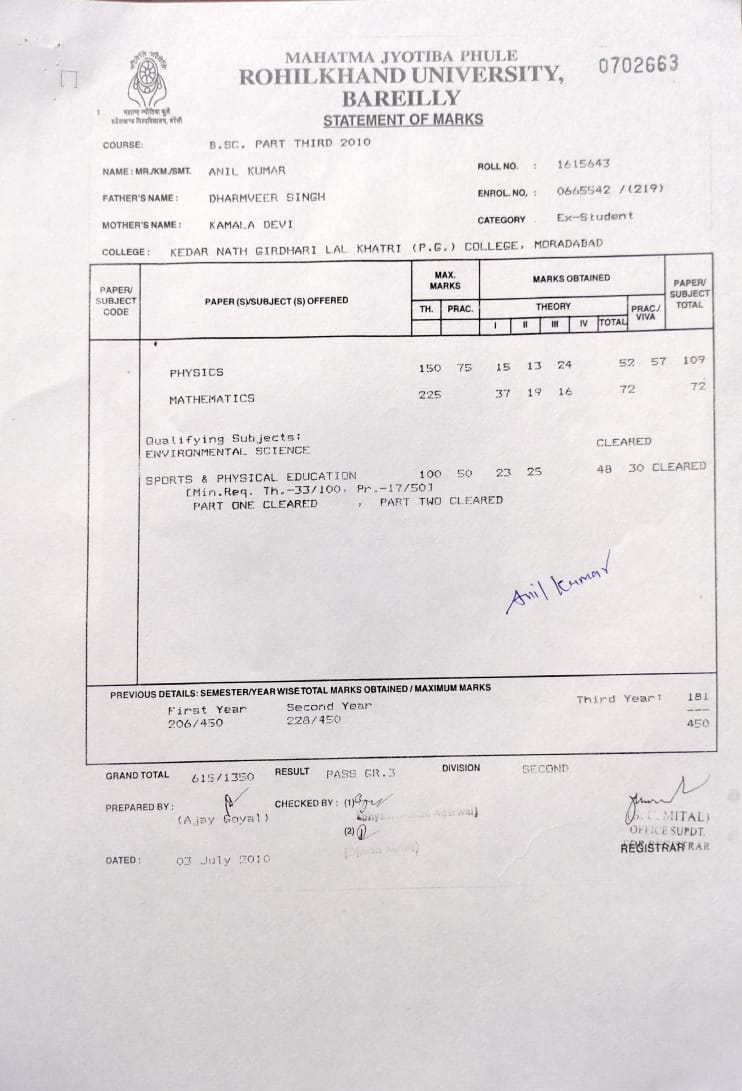 MAHATMA JYOTIBA PHULE
0702663
ROHILKHAND UNIVERSITY,
BAREILLY
महात्मा ज्योतिबा फुले
रुहेलखण्ड विश्वविद्यालय, बरेली
STATEMENT OF MARKS
COURSE: B.SC. PART THIRD 2010
NAME : MR./KM./SMT. ANIL KUMAR ROLL NO. : 1615643
FATHER'S NAME : DHARMVEER SINGH ENROL. NO, : 0665542 /(219)
MOTHER'S NAME : KAMALA DEVI CATEGORY Ex-Student
COLLEGE : KEDAR NATH GIRDHARI LAL KHATRI (P.G.) COLLEGE, MORADABAD
PAPER/ SUBJECT CODE PAPER (S)/SUBJECT (S) OFFERED MAX. MARKS MARKS OBTAINED PAPER/ SUBJECT TOTAL
TH. PRAC. THEORY PRAC./ VIVA
I II III IV TOTAL
PHYSICS 150 75 15 13 24 52 57 109
MATHEMATICS 225 37 19 16 72 72
Qualifying Subjects:
ENVIRONMENTAL SCIENCE CLEARED
SPORTS & PHYSICAL EDUCATION 100 50 23 25 48 30 CLEARED
[Min.Req. Th.-33/100, Pr.-17/50]
PART ONE CLEARED , PART TWO CLEARED
Anil Kumar
PREVIOUS DETAILS: SEMESTER/YEAR WISE TOTAL MARKS OBTAINED / MAXIMUM MARKS
First Year Second Year Third Year: 181
206/450 228/450 ---
450
GRAND TOTAL 615/1350 RESULT PASS GR.3 DIVISION SECOND
PREPARED BY : CHECKED BY : (1)
(Ajay Goyal) Agarwal) (S. C. MITAL)
(2) OFFICE SUPDT.
REGISTRAR
DATED : 03 July 2010